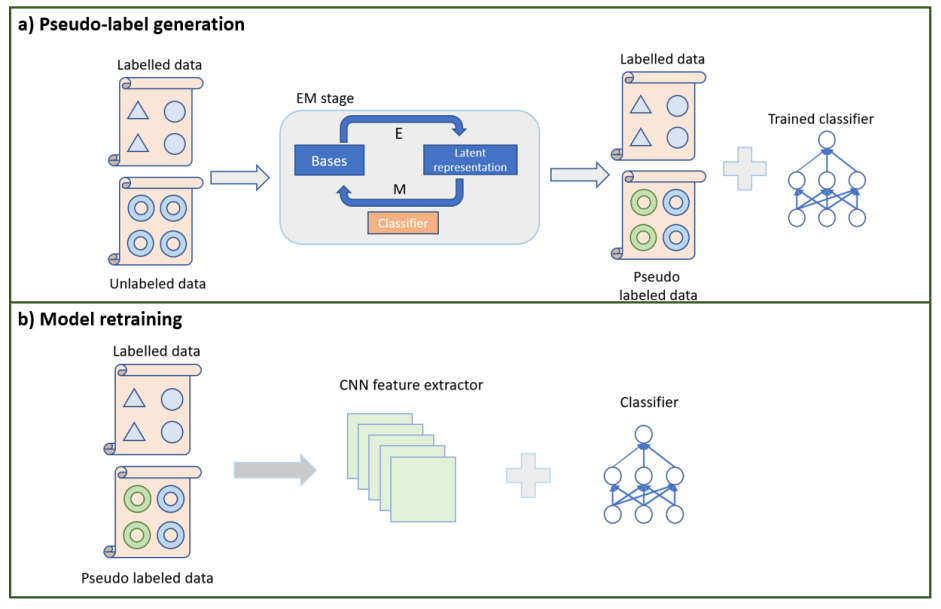 a) Pseudo-label generation
Labelled data
Unlabeled data
EM stage
E
Bases
Latent
representation
M
Classifier
Labelled data
Pseudo
labeled data
Trained classifier
b) Model retraining
Labelled data
Pseudo labeled data
CNN feature extractor
Classifier